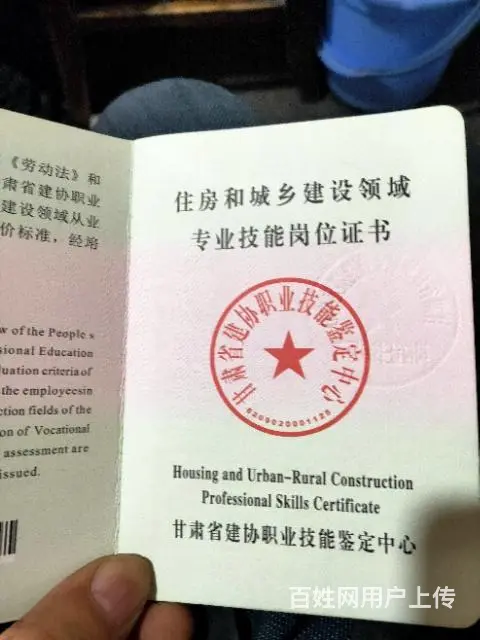 《劳动法》和
肃省建协职业
建设领域从业
价标准，经培
w of the People s
sional Education
luation criteria of
the employeesin
ction fields of the
on of Vocational
assessment are
issued.
住房和城乡建设领域
专业技能岗位证书
甘肃省建协职业技能鉴定中心
6209020001128
Housing and Urban-Rural Construction
Professional Skills Certificate
甘肃省建协职业技能鉴定中心
百姓网用户上传